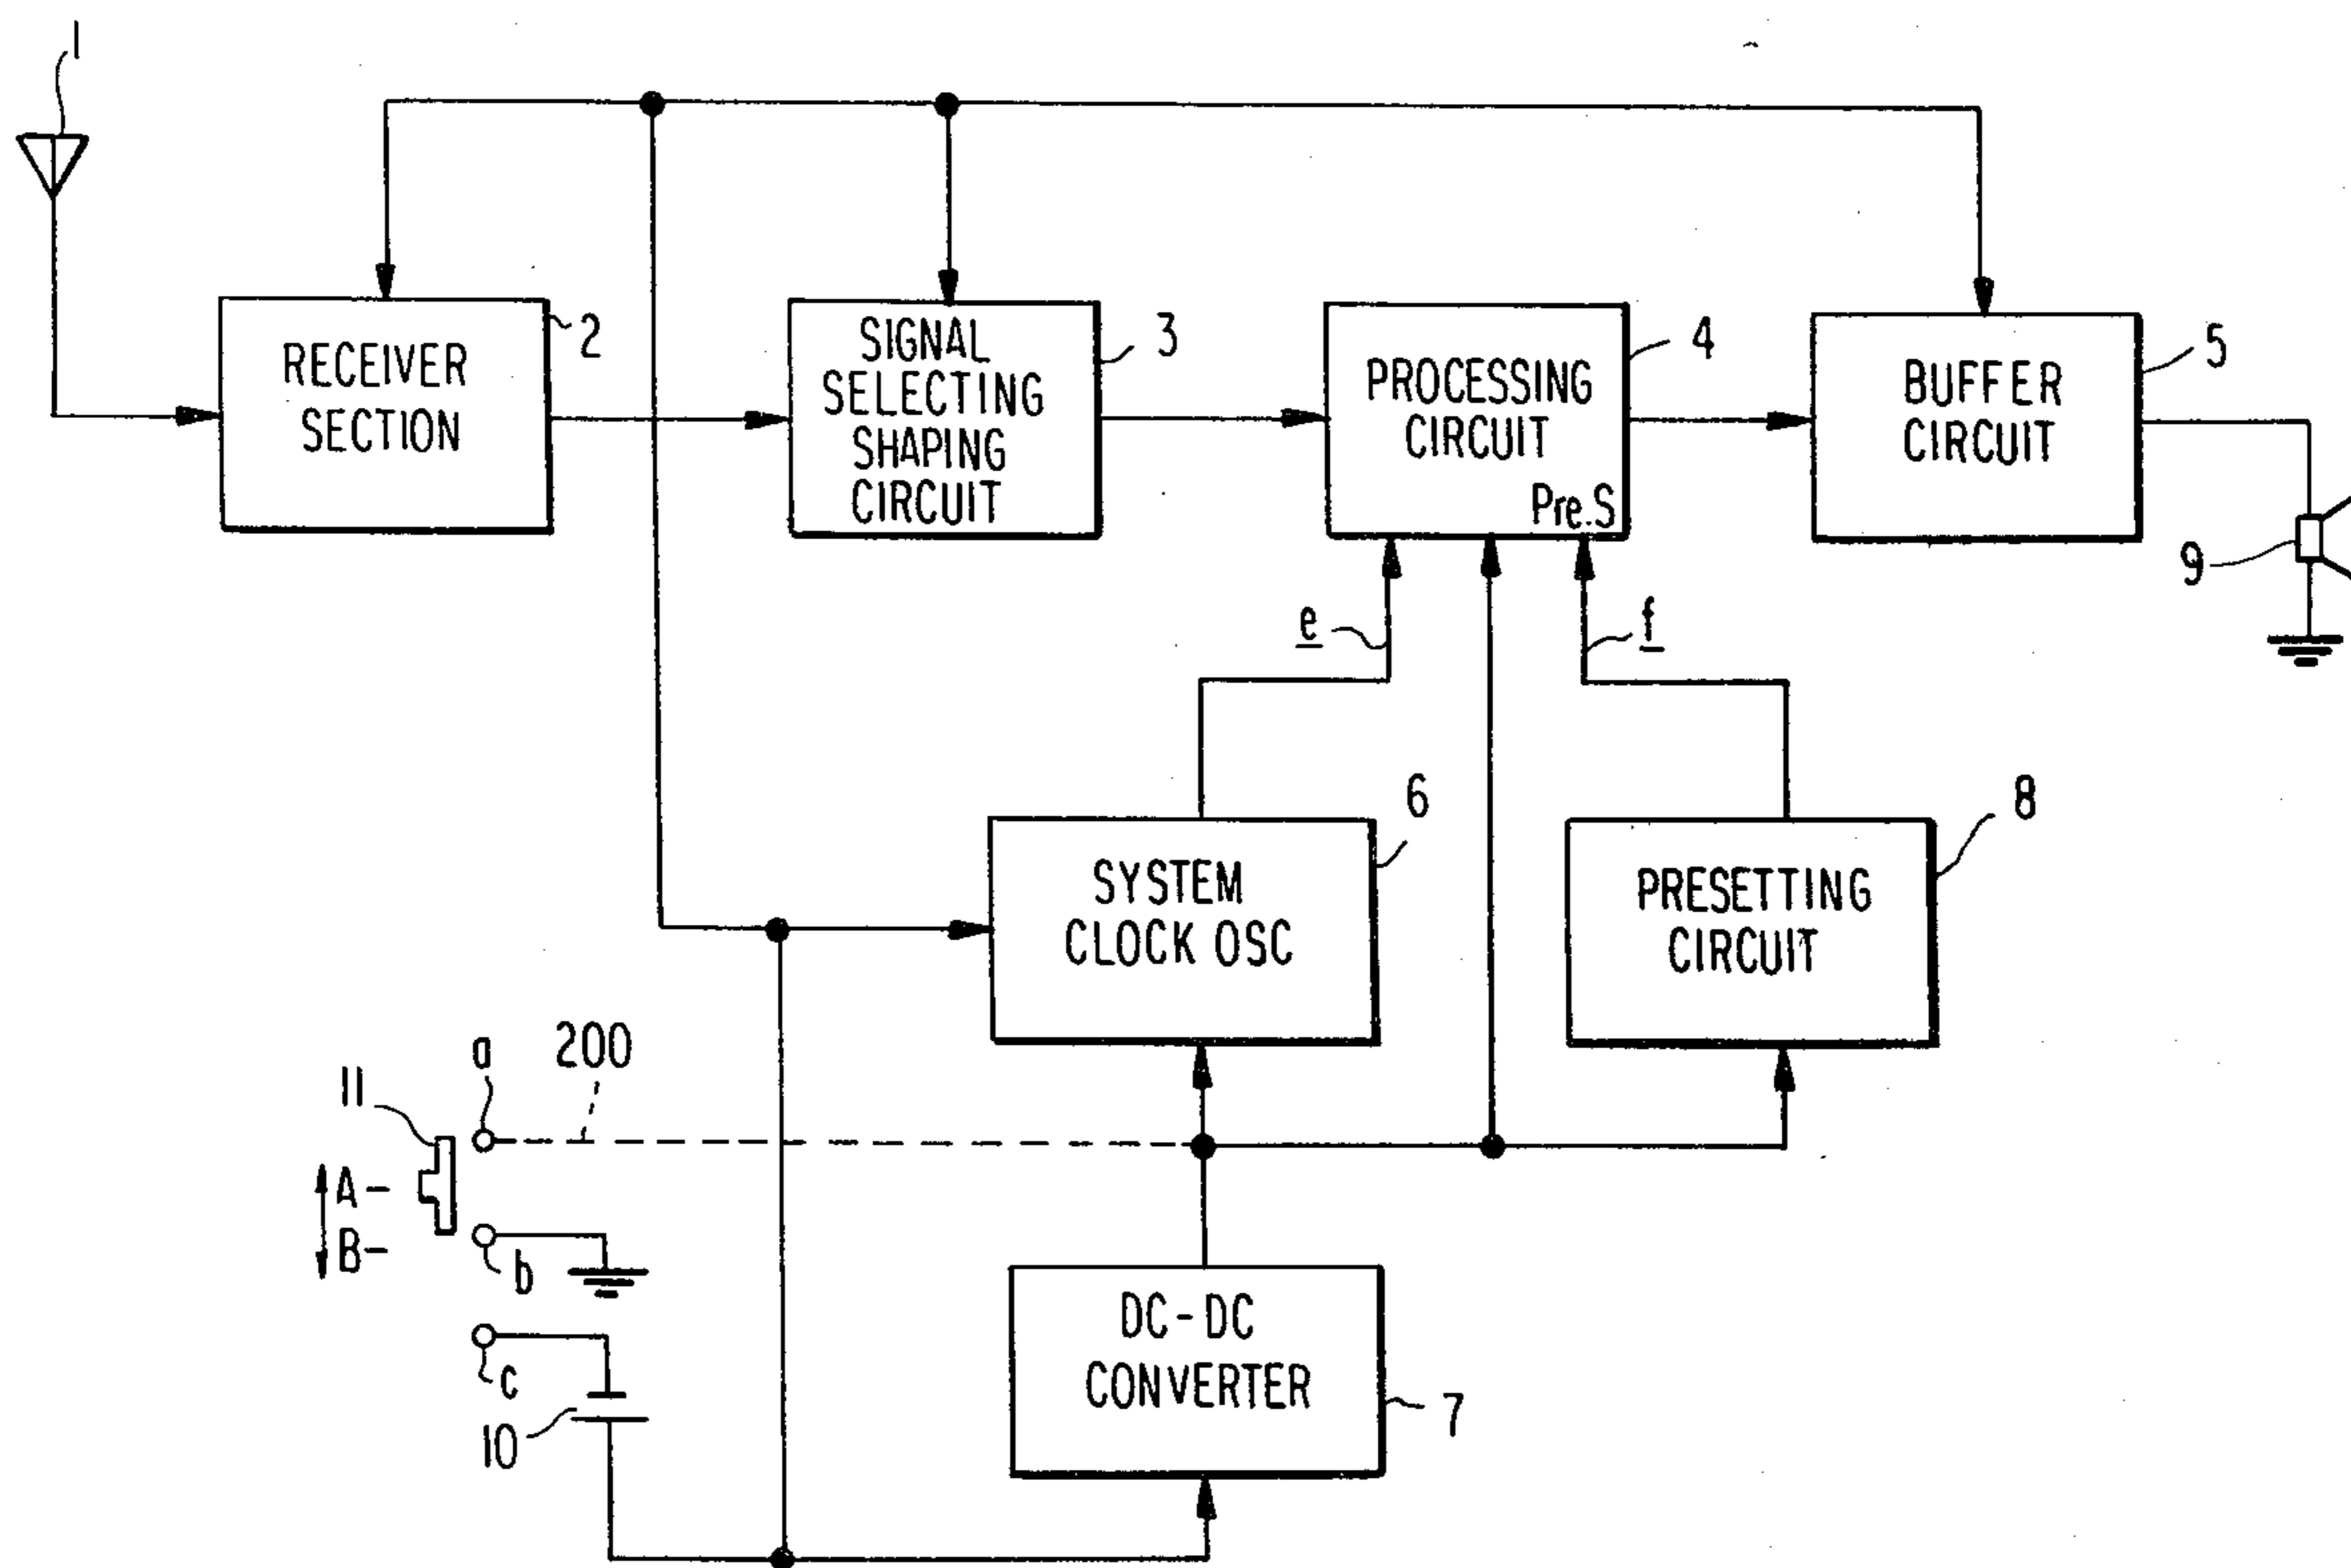 1
RECEIVER
SECTION
2
SIGNAL
SELECTING
SHAPING
CIRCUIT
3
PROCESSING
CIRCUIT
Pre.S
4
BUFFER
CIRCUIT
5
9
e
f
SYSTEM
CLOCK OSC
6
PRESETTING
CIRCUIT
8
11
a
200
A-
B-
b
c
10
DC-DC
CONVERTER
7